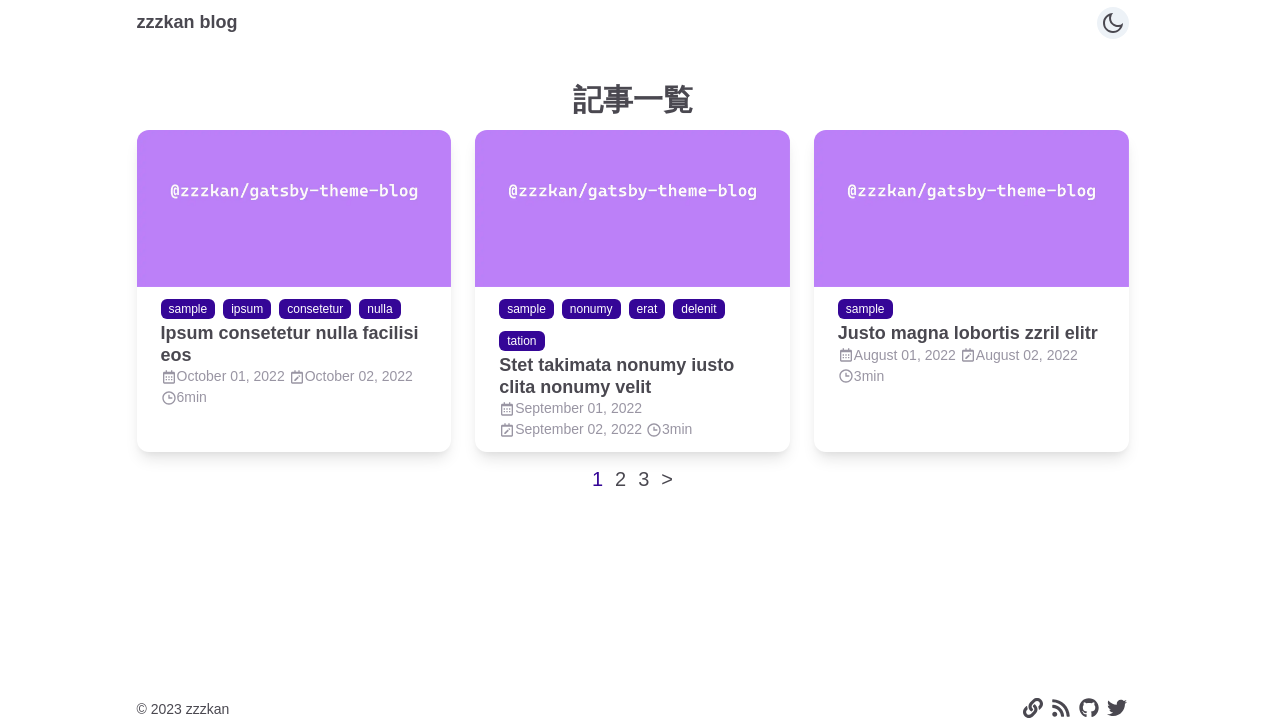 zzzkan blog
記事一覧
@zzzkan/gatsby-theme-blog
sample ipsum consetetur nulla
Ipsum consetetur nulla facilisi
eos
October 01, 2022 October 02, 2022
6min
@zzzkan/gatsby-theme-blog
sample nonumy erat delenit
tation
Stet takimata nonumy iusto
clita nonumy velit
September 01, 2022
September 02, 2022 3min
@zzzkan/gatsby-theme-blog
sample
Justo magna lobortis zzril elitr
August 01, 2022 August 02, 2022
3min
1 2 3 >
© 2023 zzzkan